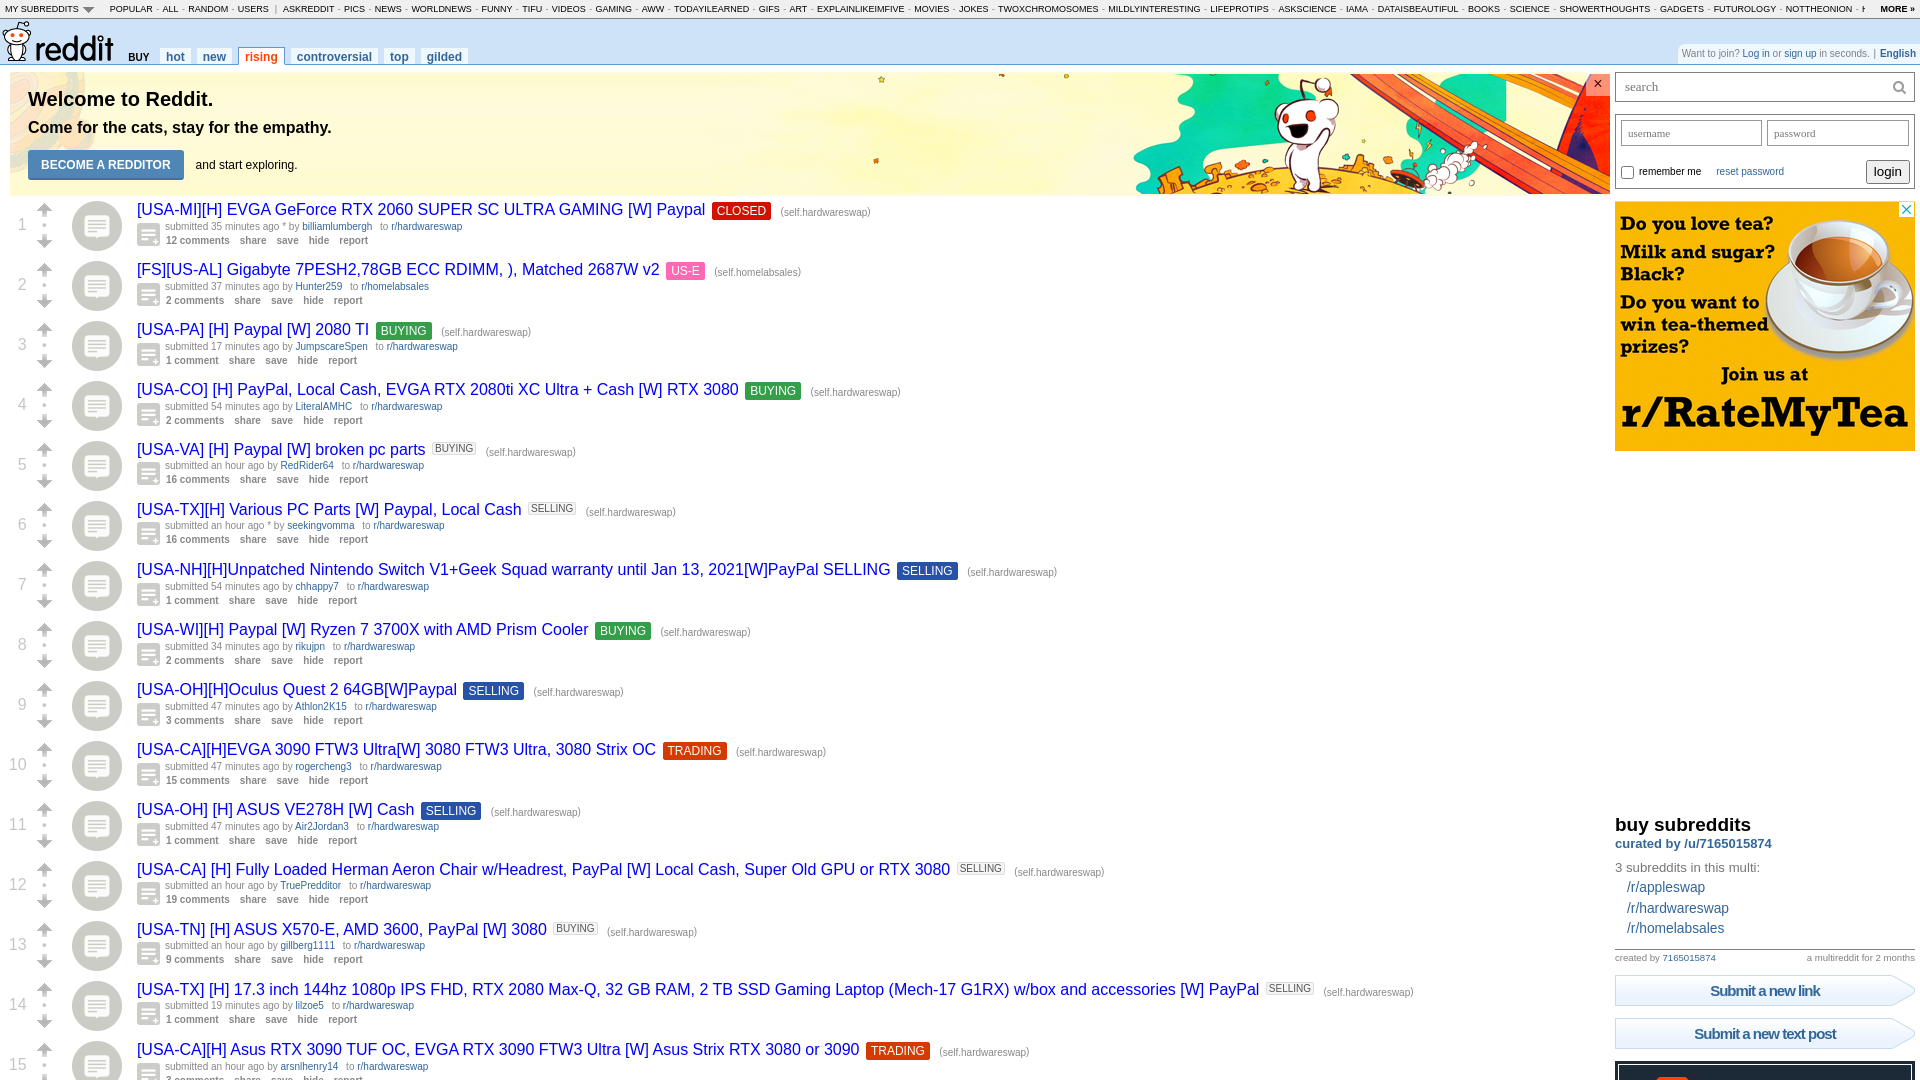 MY SUBREDDITS POPULAR - ALL - RANDOM - USERS | ASKREDDIT - PICS - NEWS - WORLDNEWS - FUNNY - TIFU - VIDEOS - GAMING - AWW - TODAYILEARNED - GIFS - ART - EXPLAINLIKEIMFIVE - MOVIES - JOKES - TWOXCHROMOSOMES - MILDLYINTERESTING - LIFEPROTIPS - ASKSCIENCE - IAMA - DATAISBEAUTIFUL - BOOKS - SCIENCE - SHOWERTHOUGHTS - GADGETS - FUTUROLOGY - NOTTHEONION - MORE »
reddit BUY hot new rising controversial top gilded
Want to join? Log in or sign up in seconds. | English
Welcome to Reddit.
Come for the cats, stay for the empathy.
BECOME A REDDITOR and start exploring.
×
1
[USA-MI][H] EVGA GeForce RTX 2060 SUPER SC ULTRA GAMING [W] Paypal CLOSED (self.hardwareswap)
submitted 35 minutes ago * by billiamlumbergh to r/hardwareswap
12 comments share save hide report
2
[FS][US-AL] Gigabyte 7PESH2,78GB ECC RDIMM, ), Matched 2687W v2 US-E (self.homelabsales)
submitted 37 minutes ago by Hunter259 to r/homelabsales
2 comments share save hide report
3
[USA-PA] [H] Paypal [W] 2080 TI BUYING (self.hardwareswap)
submitted 17 minutes ago by JumpscareSpen to r/hardwareswap
1 comment share save hide report
4
[USA-CO] [H] PayPal, Local Cash, EVGA RTX 2080ti XC Ultra + Cash [W] RTX 3080 BUYING (self.hardwareswap)
submitted 54 minutes ago by LiteralAMHC to r/hardwareswap
2 comments share save hide report
5
[USA-VA] [H] Paypal [W] broken pc parts BUYING (self.hardwareswap)
submitted an hour ago by RedRider64 to r/hardwareswap
16 comments share save hide report
6
[USA-TX][H] Various PC Parts [W] Paypal, Local Cash SELLING (self.hardwareswap)
submitted an hour ago * by seekingvomma to r/hardwareswap
16 comments share save hide report
7
[USA-NH][H]Unpatched Nintendo Switch V1+Geek Squad warranty until Jan 13, 2021[W]PayPal SELLING SELLING (self.hardwareswap)
submitted 54 minutes ago by chhappy7 to r/hardwareswap
1 comment share save hide report
8
[USA-WI][H] Paypal [W] Ryzen 7 3700X with AMD Prism Cooler BUYING (self.hardwareswap)
submitted 34 minutes ago by rikujpn to r/hardwareswap
2 comments share save hide report
9
[USA-OH][H]Oculus Quest 2 64GB[W]Paypal SELLING (self.hardwareswap)
submitted 47 minutes ago by Athlon2K15 to r/hardwareswap
3 comments share save hide report
10
[USA-CA][H]EVGA 3090 FTW3 Ultra[W] 3080 FTW3 Ultra, 3080 Strix OC TRADING (self.hardwareswap)
submitted 47 minutes ago by rogercheng3 to r/hardwareswap
15 comments share save hide report
11
[USA-OH] [H] ASUS VE278H [W] Cash SELLING (self.hardwareswap)
submitted 47 minutes ago by Air2Jordan3 to r/hardwareswap
1 comment share save hide report
12
[USA-CA] [H] Fully Loaded Herman Aeron Chair w/Headrest, PayPal [W] Local Cash, Super Old GPU or RTX 3080 SELLING (self.hardwareswap)
submitted an hour ago by TruePredditor to r/hardwareswap
19 comments share save hide report
13
[USA-TN] [H] ASUS X570-E, AMD 3600, PayPal [W] 3080 BUYING (self.hardwareswap)
submitted an hour ago by gillberg1111 to r/hardwareswap
9 comments share save hide report
14
[USA-TX] [H] 17.3 inch 144hz 1080p IPS FHD, RTX 2080 Max-Q, 32 GB RAM, 2 TB SSD Gaming Laptop (Mech-17 G1RX) w/box and accessories [W] PayPal SELLING (self.hardwareswap)
submitted 19 minutes ago by lilzoe5 to r/hardwareswap
1 comment share save hide report
15
[USA-CA][H] Asus RTX 3090 TUF OC, EVGA RTX 3090 FTW3 Ultra [W] Asus Strix RTX 3080 or 3090 TRADING (self.hardwareswap)
submitted an hour ago by arsnlhenry14 to r/hardwareswap
3 comments share save hide report
search
username password
remember me reset password login
Do you love tea?
Milk and sugar?
Black?
Do you want to
win tea-themed
prizes?
Join us at
r/RateMyTea
buy subreddits
curated by /u/7165015874
3 subreddits in this multi:
/r/appleswap
/r/hardwareswap
/r/homelabsales
created by 7165015874 a multireddit for 2 months
Submit a new link
Submit a new text post